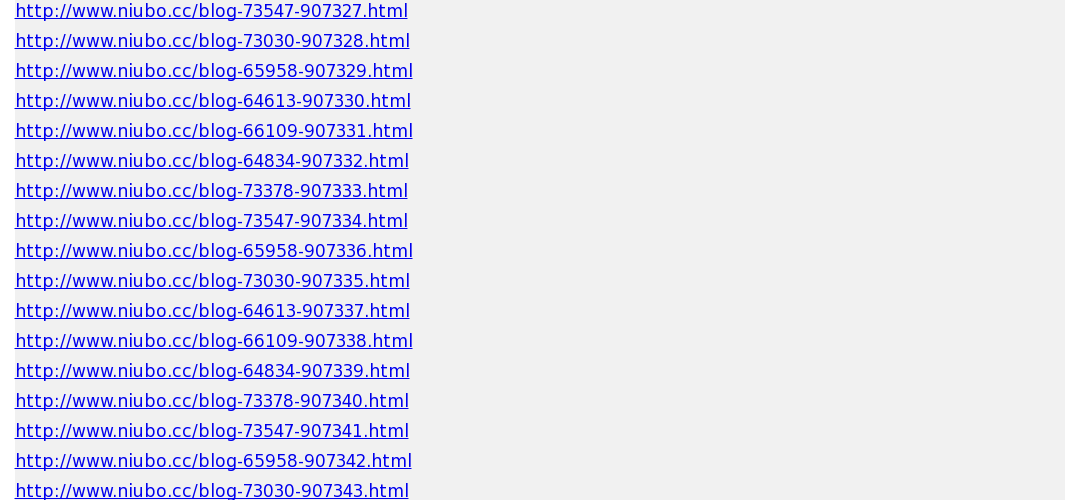 http://www.niubo.cc/blog-73547-907327.html
http://www.niubo.cc/blog-73030-907328.html
http://www.niubo.cc/blog-65958-907329.html
http://www.niubo.cc/blog-64613-907330.html
http://www.niubo.cc/blog-66109-907331.html
http://www.niubo.cc/blog-64834-907332.html
http://www.niubo.cc/blog-73378-907333.html
http://www.niubo.cc/blog-73547-907334.html
http://www.niubo.cc/blog-65958-907336.html
http://www.niubo.cc/blog-73030-907335.html
http://www.niubo.cc/blog-64613-907337.html
http://www.niubo.cc/blog-66109-907338.html
http://www.niubo.cc/blog-64834-907339.html
http://www.niubo.cc/blog-73378-907340.html
http://www.niubo.cc/blog-73547-907341.html
http://www.niubo.cc/blog-65958-907342.html
http://www.niubo.cc/blog-73030-907343.html